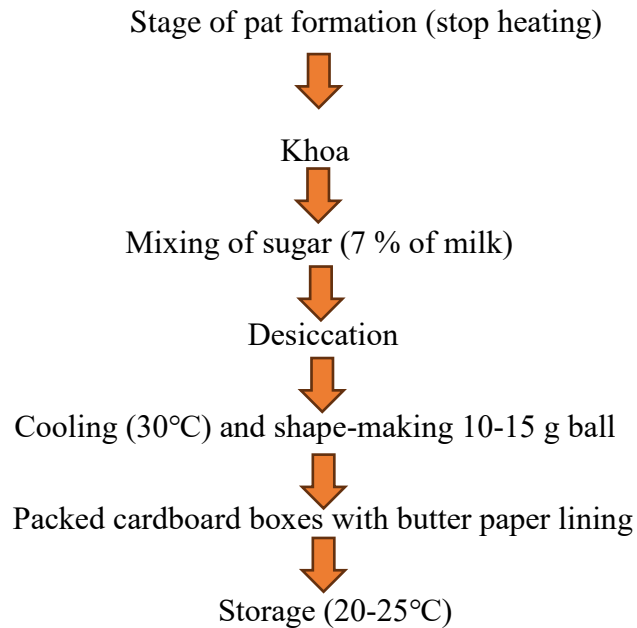 Stage of pat formation (stop heating)
Khoa
Mixing of sugar (7 % of milk)
Desiccation
Cooling (30°C) and shape-making 10-15 g ball
Packed cardboard boxes with butter paper lining
Storage (20-25°C)